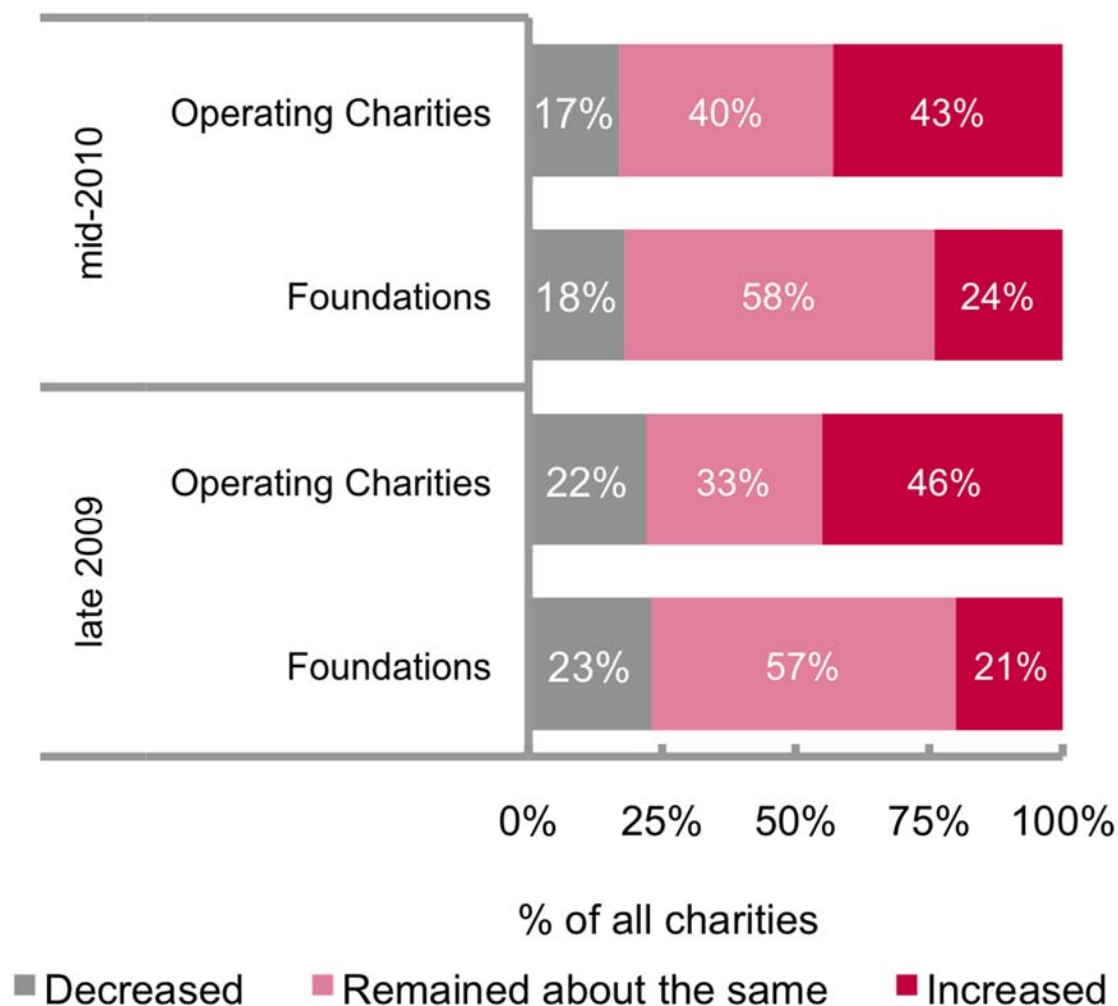 mid-2010
Operating Charities
17% 40% 43%
Foundations
18% 58% 24%
late 2009
Operating Charities
22% 33% 46%
Foundations
23% 57% 21%
0% 25% 50% 75% 100%
% of all charities
Decreased Remained about the same Increased